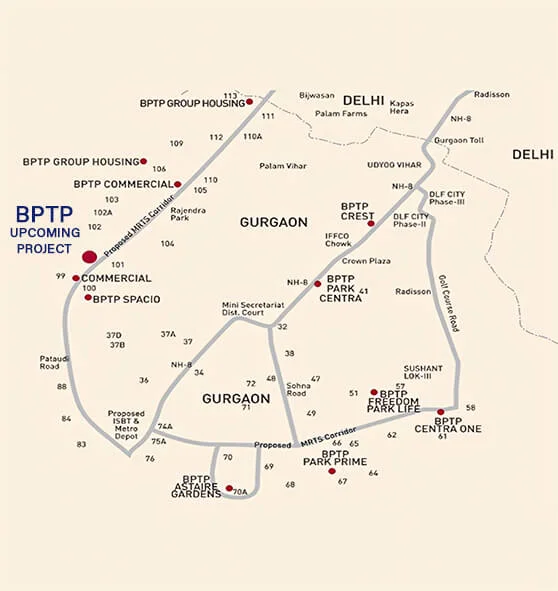 113
BPTP GROUP HOUSING
Bijwasan
DELHI
Kapas
Hera
Radisson
111
Palam Farms
NH-8
112
110A
109
Gurgaon Toll
DELHI
BPTP GROUP HOUSING
106
Palam Vihar
UDYOG VIHAR
BPTP COMMERCIAL
110
105
NH-8
DLF CITY
Phase-III
103
102A
102
Proposed MRTS Corridor
Rajendra
Park
BPTP
CREST
DLF CITY
Phase-II
BPTP
UPCOMING
PROJECT
GURGAON
IFFCO
Chowk
104
101
Crown Plaza
99
COMMERCIAL
100
BPTP SPACIO
NH-8
BPTP
PARK
CENTRA
41
Radisson
Golf Course Road
Mini Secretariat
Dist. Court
32
37D
37B
37A
37
38
Pataudi
Road
NH-8
34
36
88
GURGAON
72
71
48
Sohna
Road
47
49
SUSHANT
LOK-III
57
51
BPTP
FREEDOM
PARK LIFE
58
84
Proposed
ISBT & Metro
Depot
74A
75A
83
76
Proposed MRTS Corridor
66
65
62
BPTP
CENTRA ONE
61
70
69
BPTP
PARK PRIME
67
64
68
BPTP
ASTAIRE
GARDENS
70A